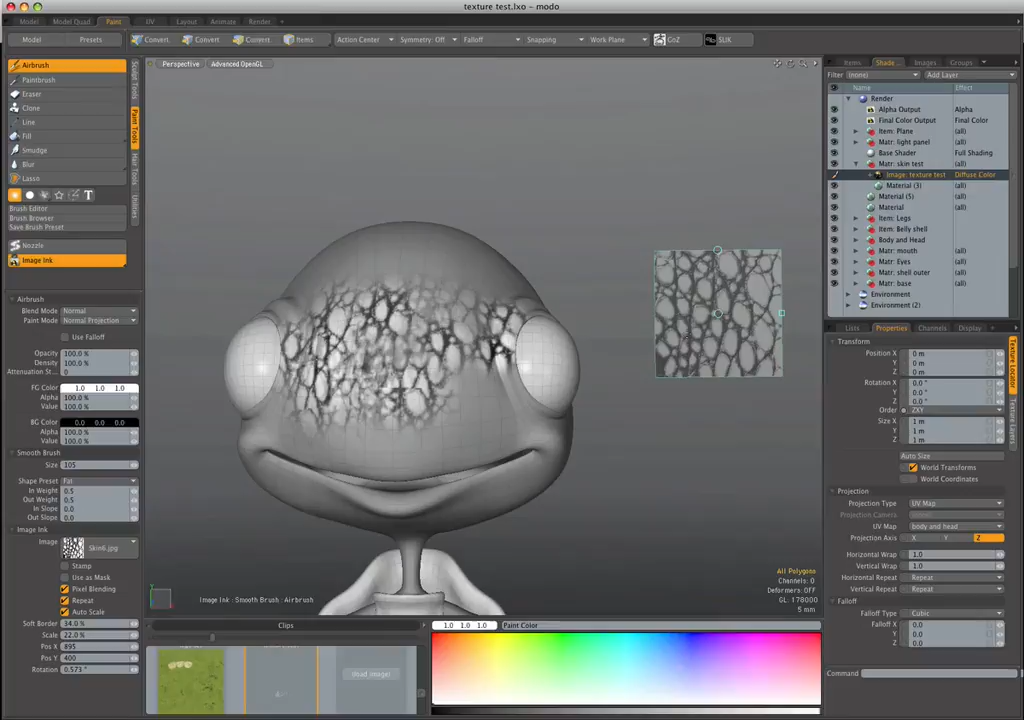 texture test.lxo - modo
Model Model Quad Paint UV Layout Animate Render +
Model Presets Convert Convert Convert Items Action Center Symmetry: Off Falloff Snapping Work Plane GoZ SLIK
Airbrush
Paintbrush
Eraser
Clone
Line
Fill
Smudge
Blur
Lasso
T
Brush Editor
Brush Browser
Save Brush Preset
Nozzle
Image Ink
Sculpt Tools
Paint Tools
Hair Tools
Utilities
Airbrush
Blend Mode Normal
Paint Mode Normal Projection
Use Falloff
Opacity 100.0 %
Density 100.0 %
Attenuation St... 0
FG Color 1.0 1.0 1.0
Alpha 100.0 %
Value 100.0 %
BG Color 0.0 0.0 0.0
Alpha 100.0 %
Value 100.0 %
Smooth Brush
Size 105
Shape Preset Fat
In Weight 0.5
Out Weight 0.5
In Slope 0.0
Out Slope 0.0
Image Ink
Image Skin6.jpg
Stamp
Use as Mask
Pixel Blending
Repeat
Auto Scale
Soft Border 34.0 %
Scale 22.0 %
Pos X 895
Pos Y 400
Rotation 0.573 °
Perspective Advanced OpenGL
All Polygons
Channels: 0
Deformers: OFF
GL: 178000
5 mm
Image Ink : Smooth Brush : Airbrush
Clips
(load image)
1.0 1.0 1.0 Paint Color
Items Shade... Images Groups
Filter (none) Add Layer
Name Effect
Render
Alpha Output Alpha
Final Color Output Final Color
Item: Plane (all)
Matr: light panel (all)
Base Shader Full Shading
Matr: skin test (all)
Image: texture test Diffuse Color
Material (3) (all)
Material (5) (all)
Material (all)
Item: Legs (all)
Item: Belly shell (all)
Body and Head (all)
Matr: mouth (all)
Matr: Eyes (all)
Matr: shell outer (all)
Matr: base (all)
Environment
Environment (2)
Lists Properties Channels Display +
Transform
Position X 0 m
Y 0 m
Z 0 m
Rotation X 0.0 °
Y 0.0 °
Z 0.0 °
Order ZXY
Size X 1 m
Y 1 m
Z 1 m
Auto Size
World Transforms
World Coordinates
Projection
Projection Type UV Map
Projection Camera
UV Map body and head
Projection Axis X Y Z
Horizontal Wrap 1.0
Vertical Wrap 1.0
Horizontal Repeat Repeat
Vertical Repeat Repeat
Falloff
Falloff Type Cubic
Falloff X 0.0
Y 0.0
Z 0.0
Texture Locator
Texture Layers
Command